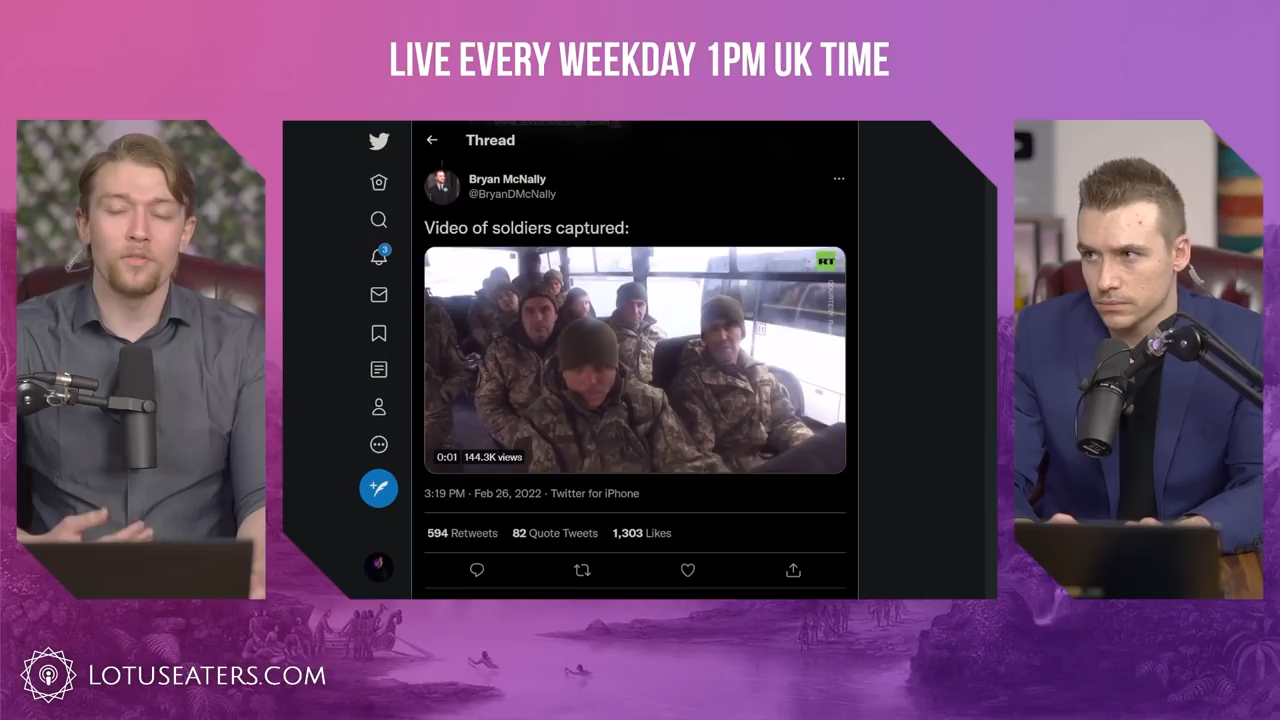 LIVE EVERY WEEKDAY 1PM UK TIME
Thread
Bryan McNally
@BryanDMcNally
Video of soldiers captured:
RT
0:01 144.3K views
3:19 PM · Feb 26, 2022 · Twitter for iPhone
594 Retweets 82 Quote Tweets 1,303 Likes
3
LOTUSEATERS.COM